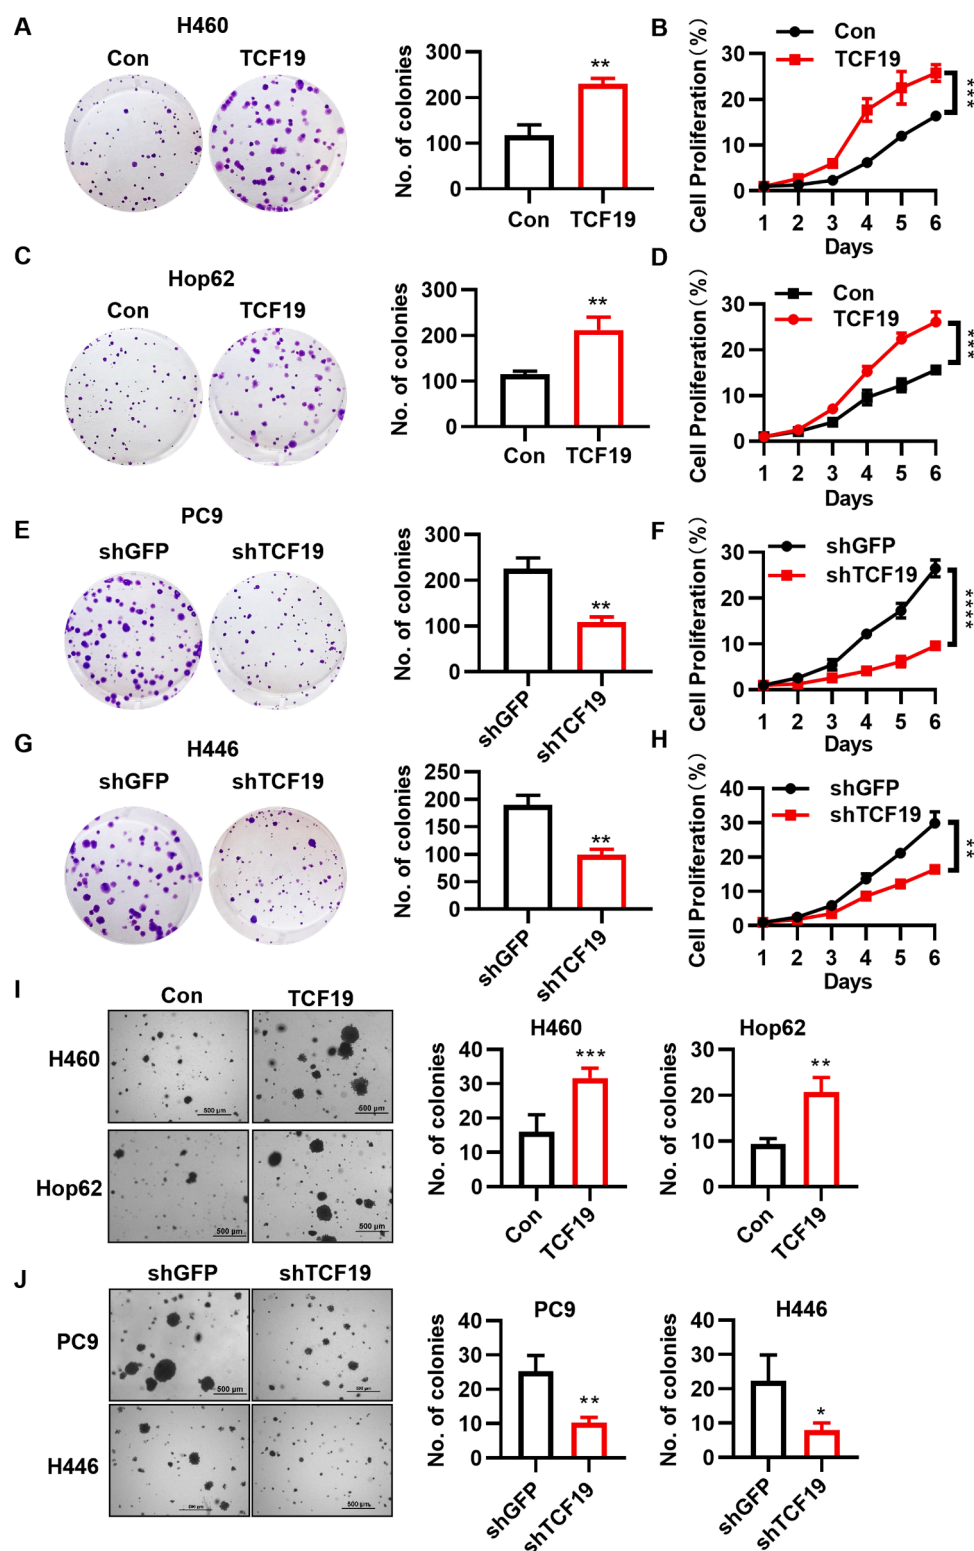 A
H460
Con TCF19
No. of colonies
300
200
100
0
**
Con TCF19
B
Con
TCF19
Cell Proliferation(%)
30
20
10
0
***
1 2 3 4 5 6
Days
C
Hop62
Con TCF19
No. of colonies
300
200
100
0
**
Con TCF19
D
Con
TCF19
Cell Proliferation(%)
30
20
10
0
***
1 2 3 4 5 6
Days
E
PC9
shGFP shTCF19
No. of colonies
300
200
100
0
**
shGFP shTCF19
F
shGFP
shTCF19
Cell Proliferation(%)
30
20
10
0
****
1 2 3 4 5 6
Days
G
H446
shGFP shTCF19
No. of colonies
250
200
150
100
50
0
**
shGFP shTCF19
H
shGFP
shTCF19
Cell Proliferation(%)
40
30
20
10
0
**
1 2 3 4 5 6
Days
I
Con TCF19
H460
500 μm
500 μm
Hop62
500 μm
500 μm
H460
No. of colonies
40
30
20
10
0
***
Con TCF19
Hop62
No. of colonies
30
20
10
0
**
Con TCF19
J
shGFP shTCF19
PC9
500 μm
500 μm
H446
500 μm
500 μm
PC9
No. of colonies
40
30
20
10
0
**
shGFP shTCF19
H446
No. of colonies
40
30
20
10
0
*
shGFP shTCF19